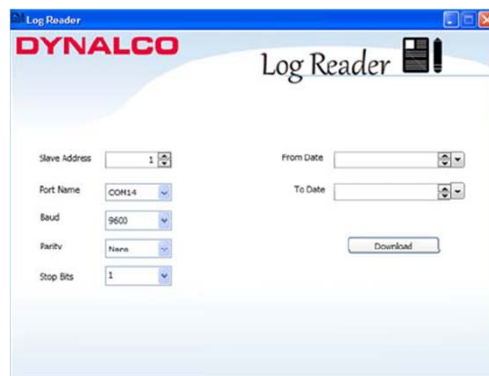 Log Reader
DYNALCO
Log Reader
Slave Address 1
Port Name COM14
Baud 9600
Parity None
Stop Bits 1
From Date
To Date
Download